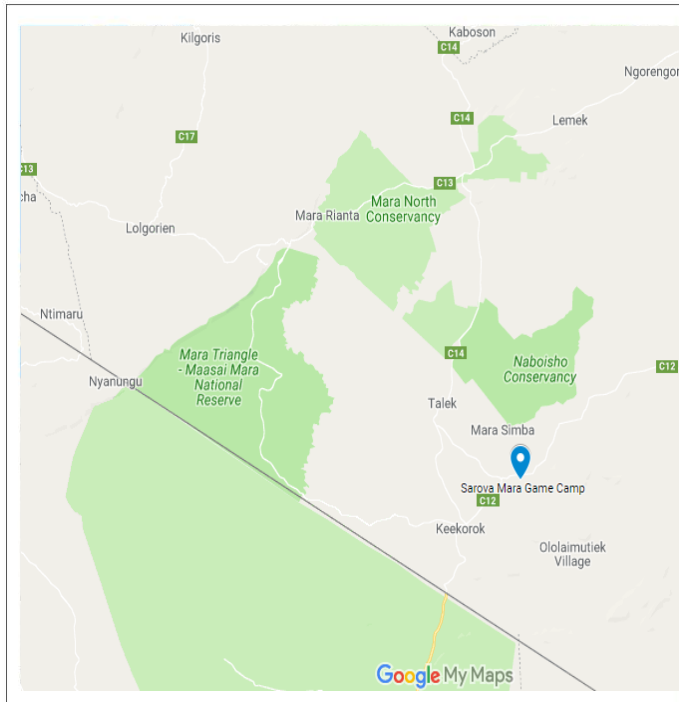 Kilgoris
Kaboson
C14
Ngorengor
C14
Lemek
C17
C13
C13
cha
Mara North
Conservancy
Mara Rianta
Lolgorien
Ntimaru
Mara Triangle
- Maasai Mara
National
Reserve
C14
Naboisho
Conservancy
C12
Nyanungu
Talek
Mara Simba
Sarova Mara Game Camp
C12
Keekorok
Ololaimutiek
Village
Google My Maps